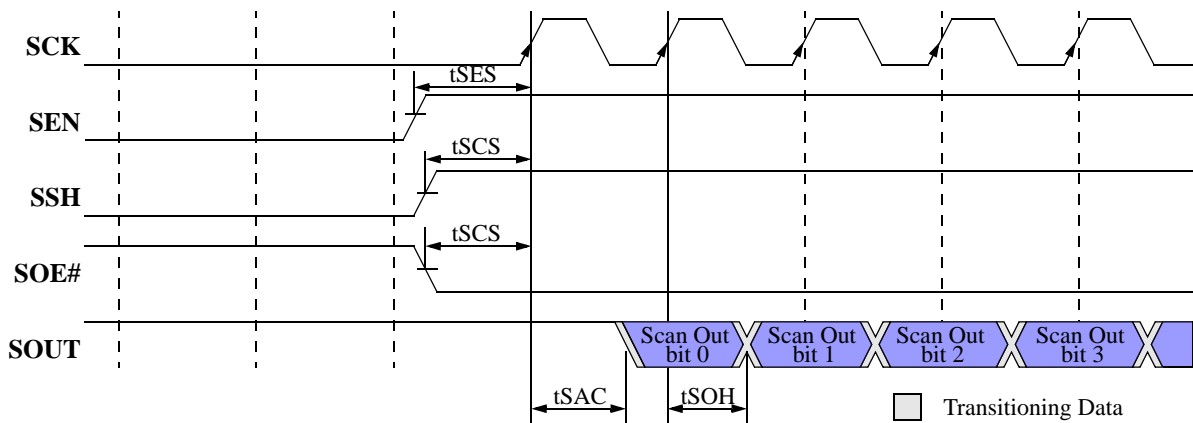 SCK
tSES
SEN
tSCS
SSH
tSCS
SOE#
SOUT
Scan Out
bit 0
Scan Out
bit 1
Scan Out
bit 2
Scan Out
bit 3
tSAC
tSOH
Transitioning Data